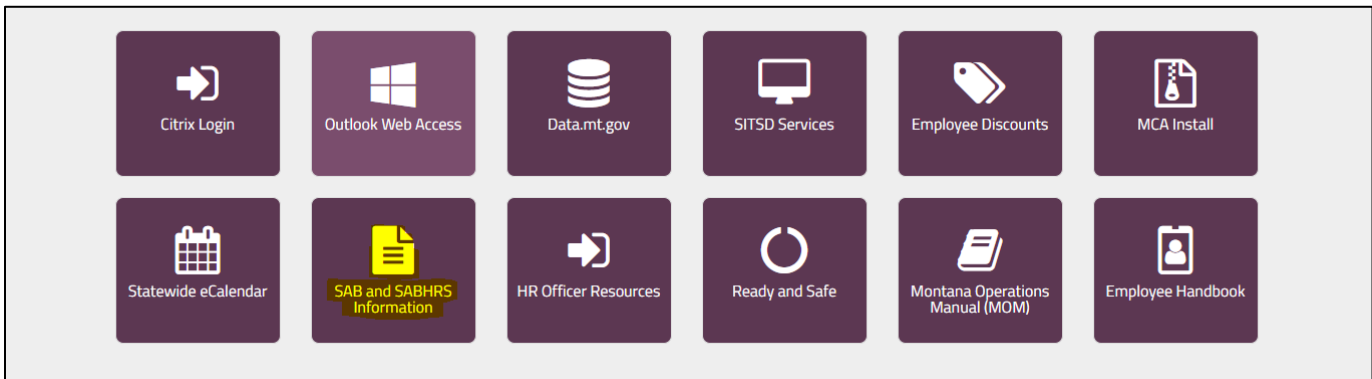 Citrix Login
Outlook Web Access
Data.mt.gov
SITSD Services
Employee Discounts
MCA Install
Statewide eCalendar
SAB and SABHRS
Information
HR Officer Resources
Ready and Safe
Montana Operations
Manual (MOM)
Employee Handbook